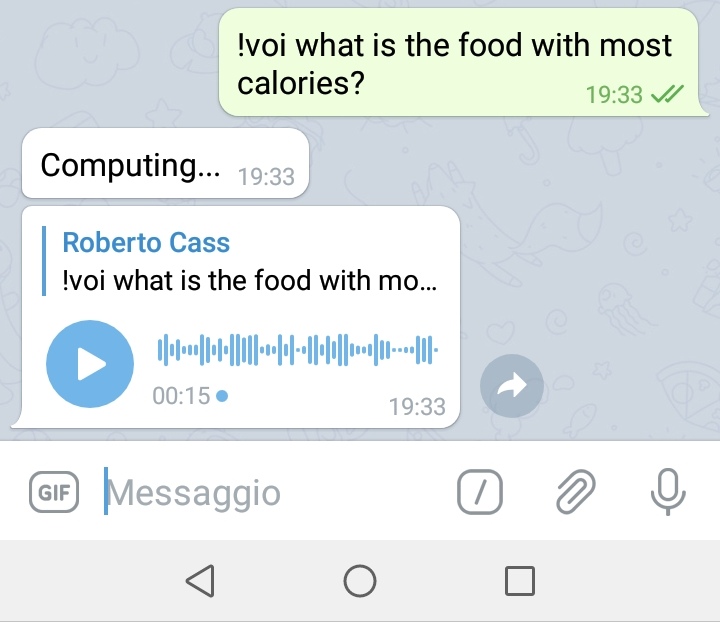 !voi what is the food with most
calories?
19:33
Computing... 19:33
Roberto Cass
!voi what is the food with mo...
00:15
19:33
GIF Messaggio /